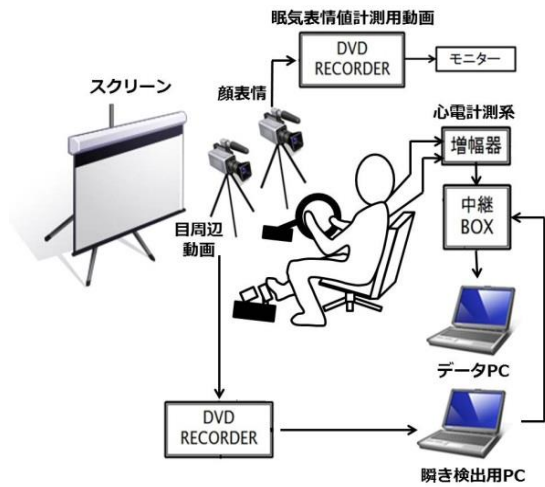 眠気表情値計測用動画
DVD
RECORDER
モニター
スクリーン
顔表情
心電計測系
増幅器
中継
BOX
目周辺
動画
データPC
DVD
RECORDER
瞬き検出用PC